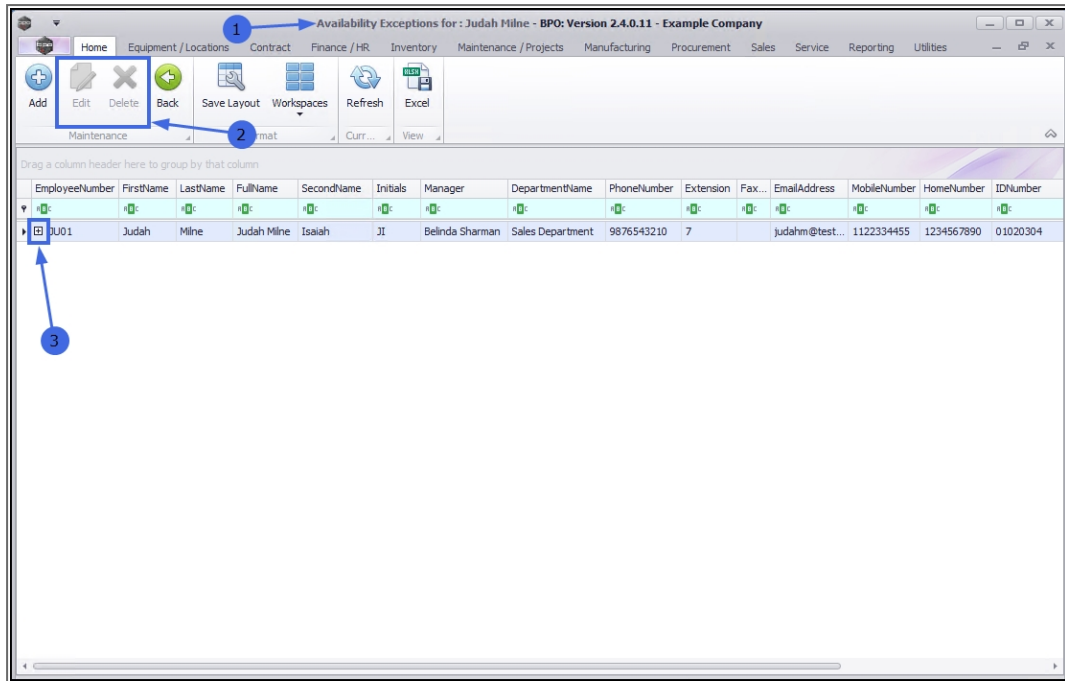 Availability Exceptions for : Judah Milne - BPO: Version 2.4.0.11 - Example Company
1
Home Equipment / Locations Contract Finance / HR Inventory Maintenance / Projects Manufacturing Procurement Sales Service Reporting Utilities
Add Edit Delete Back Save Layout Workspaces Refresh Excel
Maintenance 2 rmat Curr... View
Drag a column header here to group by that column
EmployeeNumber FirstName LastName FullName SecondName Initials Manager DepartmentName PhoneNumber Extension Fax... EmailAddress MobileNumber HomeNumber IDNumber
JU01 Judah Milne Judah Milne Isaiah JI Belinda Sharman Sales Department 9876543210 7 judahm@test... 1122334455 1234567890 01020304
3